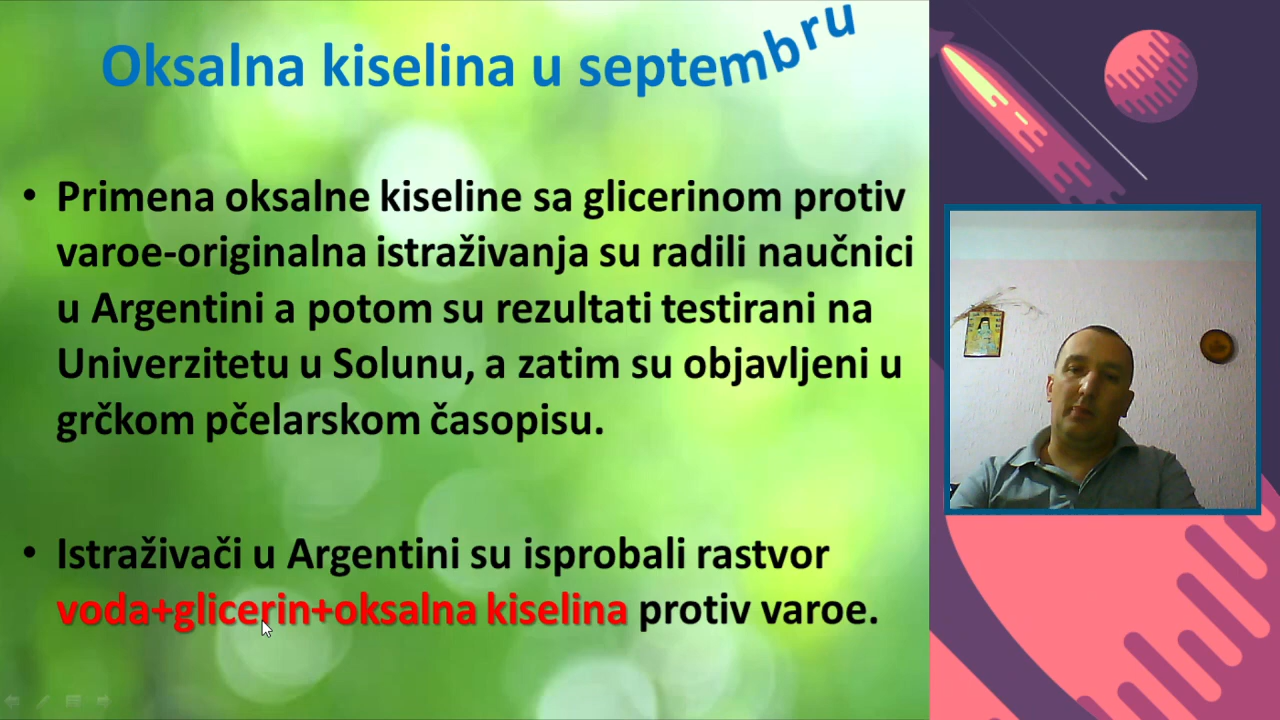 Oksalna kiselina u septembru
• Primena oksalne kiseline sa glicerinom protiv
varoe-originalna istraživanja su radili naučnici
u Argentini a potom su rezultati testirani na
Univerzitetu u Solunu, a zatim su objavljeni u
grčkom pčelarskom časopisu.
• Istraživači u Argentini su isprobali rastvor
voda+glicerin+oksalna kiselina protiv varoe.